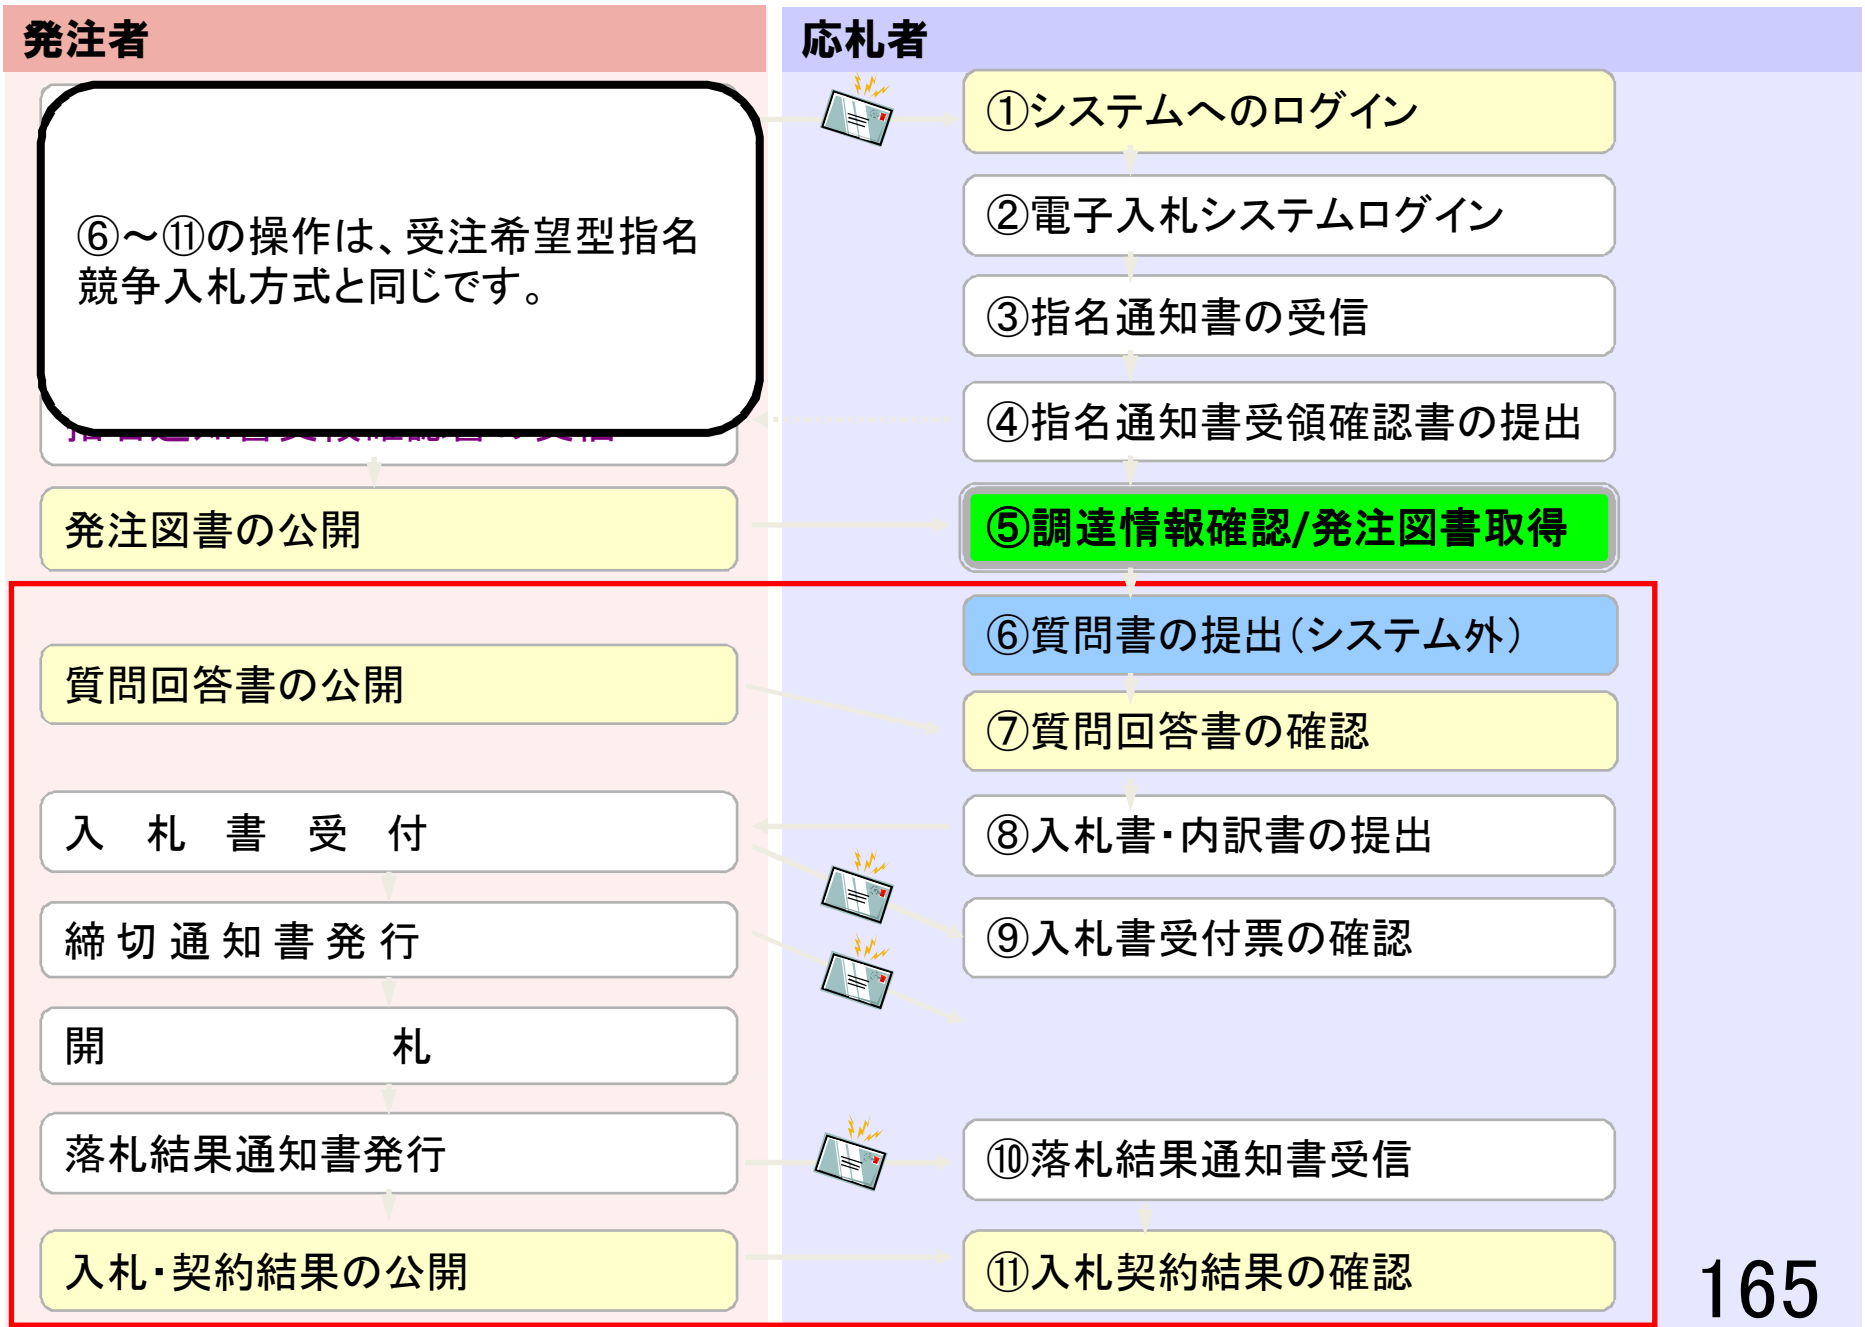 発注者
⑥～⑪の操作は、受注希望型指名
競争入札方式と同じです。
発注図書の公開
質問回答書の公開
入 札 書 受 付
締 切 通 知 書 発 行
開 札
落札結果通知書発行
入札・契約結果の公開
応札者
①システムへのログイン
②電子入札システムログイン
③指名通知書の受信
④指名通知書受領確認書の提出
⑤調達情報確認/発注図書取得
⑥質問書の提出（システム外）
⑦質問回答書の確認
⑧入札書・内訳書の提出
⑨入札書受付票の確認
⑩落札結果通知書受信
⑪入札契約結果の確認
165